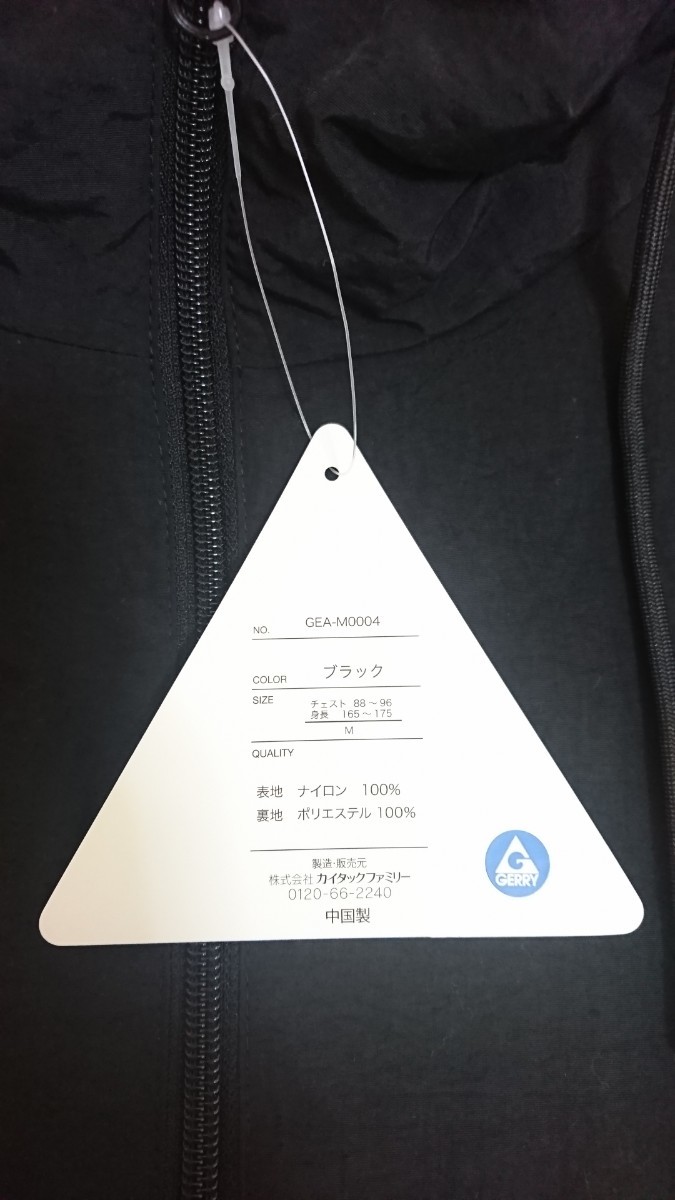 NO. GEA-M0004
COLOR ブラック
SIZE チェスト 88～96
身長 165～175
M
QUALITY
表地 ナイロン 100%
裏地 ポリエステル 100%
製造・販売元
株式会社 カイタックファミリー
0120-66-2240
中国製
G
GERRY